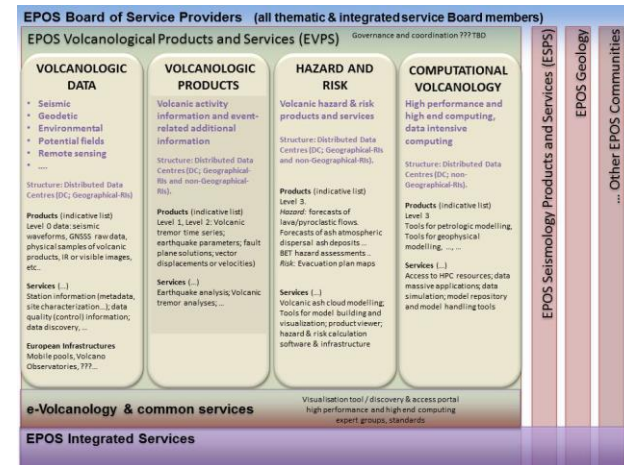 EPOS Board of Service Providers (all thematic & integrated service Board members)
EPOS Volcanological Products and Services (EVPS) Governance and coordination ??? TBD
VOLCANOLOGIC
DATA
• Seismic
• Geodetic
• Environmental
• Potential fields
• Remote sensing
• ....
Structure: Distributed Data
Centres (DC; Geographical-RIs)
Products (indicative list)
Level 0 data: seismic
waveforms, GNSSS raw data,
physical samples of volcanic
products, IR or visible images,
etc..
Services (...)
Station information (metadata,
site characterization...); data
quality (control) information;
data discovery, ...
European Infrastructures
Mobile pools, Volcano
Observatories, ???...
VOLCANOLOGIC
PRODUCTS
Volcanic activity
information and event-
related additional
information
Structure: Distributed Data
Centres (DC; Geographical-
RIs and non-Gengraphical-
RIs).
Products (indicative list)
Level 1, Level 2; Volcanic
tremor time series;
earthquake parameters; fault
plane solutions; vector
displacements or velocities)
Services (...)
Earthquake analysis; Volcanic
tremor analyses; ...
HAZARD AND
RISK
Volcanic hazard & risk
products and services
Structure: Distributed Data
Centres (DC; Geographical-RIs
and non-Geographical-RIs).
Products (indicative list)
Level 3.
Hazard: forecasts of
lava/pyroclastic flows.
Forecasts of ash atmospheric
dispersal ash deposits ...
BET hazard assessments ..
Risk: Evacuation plan maps
Services (...)
Volcanic ash cloud modelling;
Tools for model building and
visualization; product viewer;
hazard & risk calculation
software & infrastructure
COMPUTATIONAL
VOLCANOLOGY
High performance and
high end computing,
data intensive
computing
Structure: Distributed Data
Centres (DC; non-
Geographical-RIs).
Products (indicative list)
Level 3
Tools for petrologic modelling,
Tools for geophysical
modelling, ..., ...
Services (...)
Access to HPC resources; data
massive applications; data
simulation; model repository
and model handling tools
e-Volcanology & common services
Visualisation tool / discovery & access portal
high performance and high end computing
expert groups, standards
EPOS Integrated Services
EPOS Seismology Products and Services (ESPS)
EPOS Geology
... Other EPOS Communities